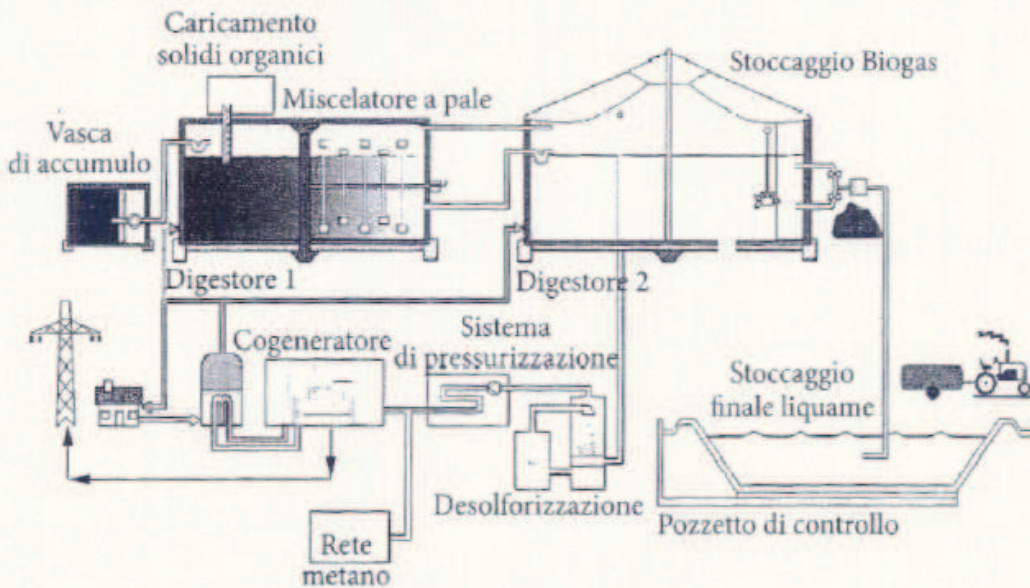 Caricamento
solidi organici
Stoccaggio Biogas
Miscelatore a pale
Vasca
di accumulo
Digestore 1
Digestore 2
Cogeneratore
Sistema
di pressurizzazione
Stoccaggio
finale liquame
Desolforizzazione
Pozzetto di controllo
Rete
metano